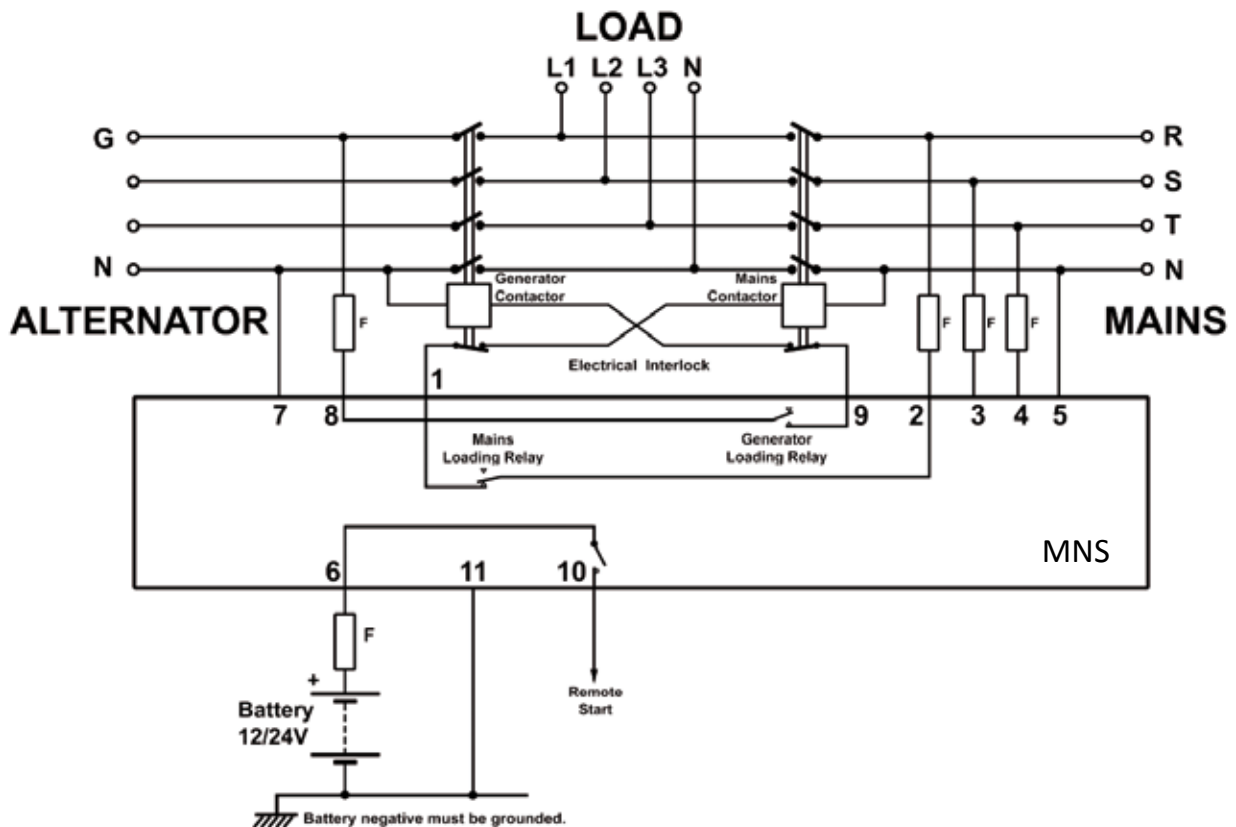 LOAD
L1 L2 L3 N
G
R
S
T
N
N
Generator
Contactor
Mains
Contactor
ALTERNATOR
MAINS
F
F
F
F
Electrical Interlock
1
7
8
9
2
3
4
5
Mains
Loading Relay
Generator
Loading Relay
MNS
6
11
10
F
+
Battery
12/24V
Remote
Start
Battery negative must be grounded.